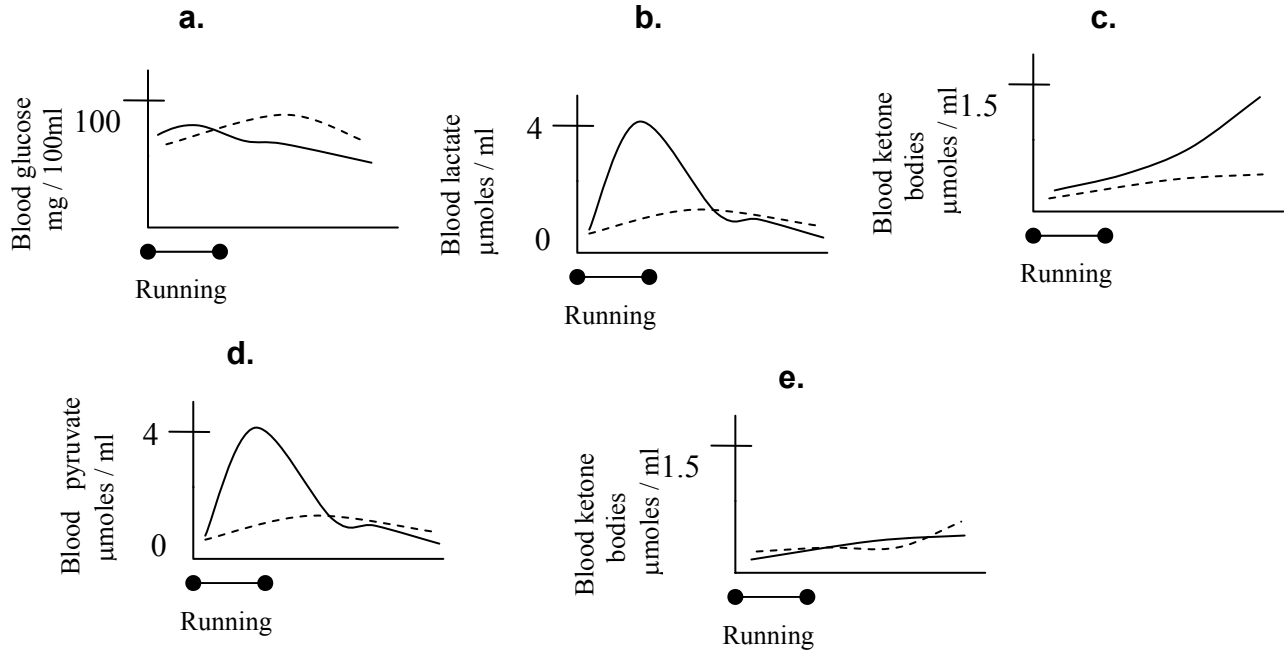 a.
100
Blood glucose
mg / 100ml
Running
b.
4
0
Blood lactate
μmoles / ml
Running
c.
1.5
Blood ketone
bodies
μmoles / ml
Running
d.
4
0
Blood pyruvate
μmoles / ml
Running
e.
1.5
Blood ketone
bodies
μmoles / ml
Running